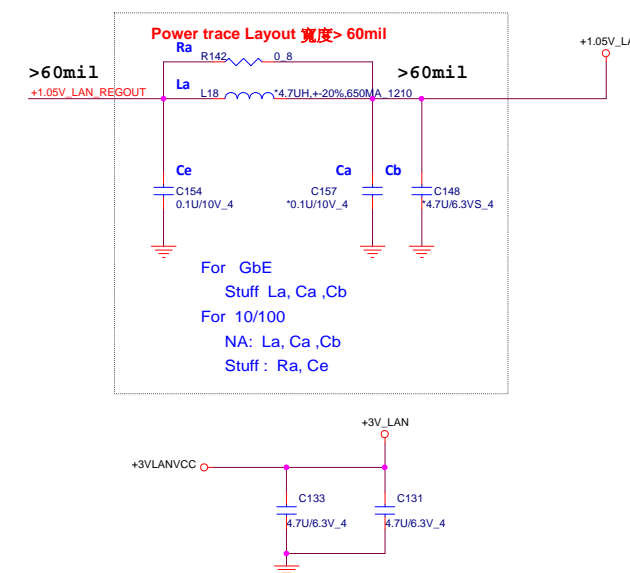 Power trace Layout 寬度> 60mil
+1.05V_LA
Ra
R142
0_8
>60mil
>60mil
La
+1.05V_LAN_REGOUT
L18
*4.7UH,+-20%,650MA_1210
Ce
Ca
Cb
C154
C157
C148
0.1U/10V_4
*0.1U/10V_4
*4.7U/6.3VS_4
For GbE
Stuff La, Ca ,Cb
For 10/100
NA: La, Ca ,Cb
Stuff : Ra, Ce
+3V_LAN
+3VLANVCC
C133
C131
4.7U/6.3V_4
4.7U/6.3V_4